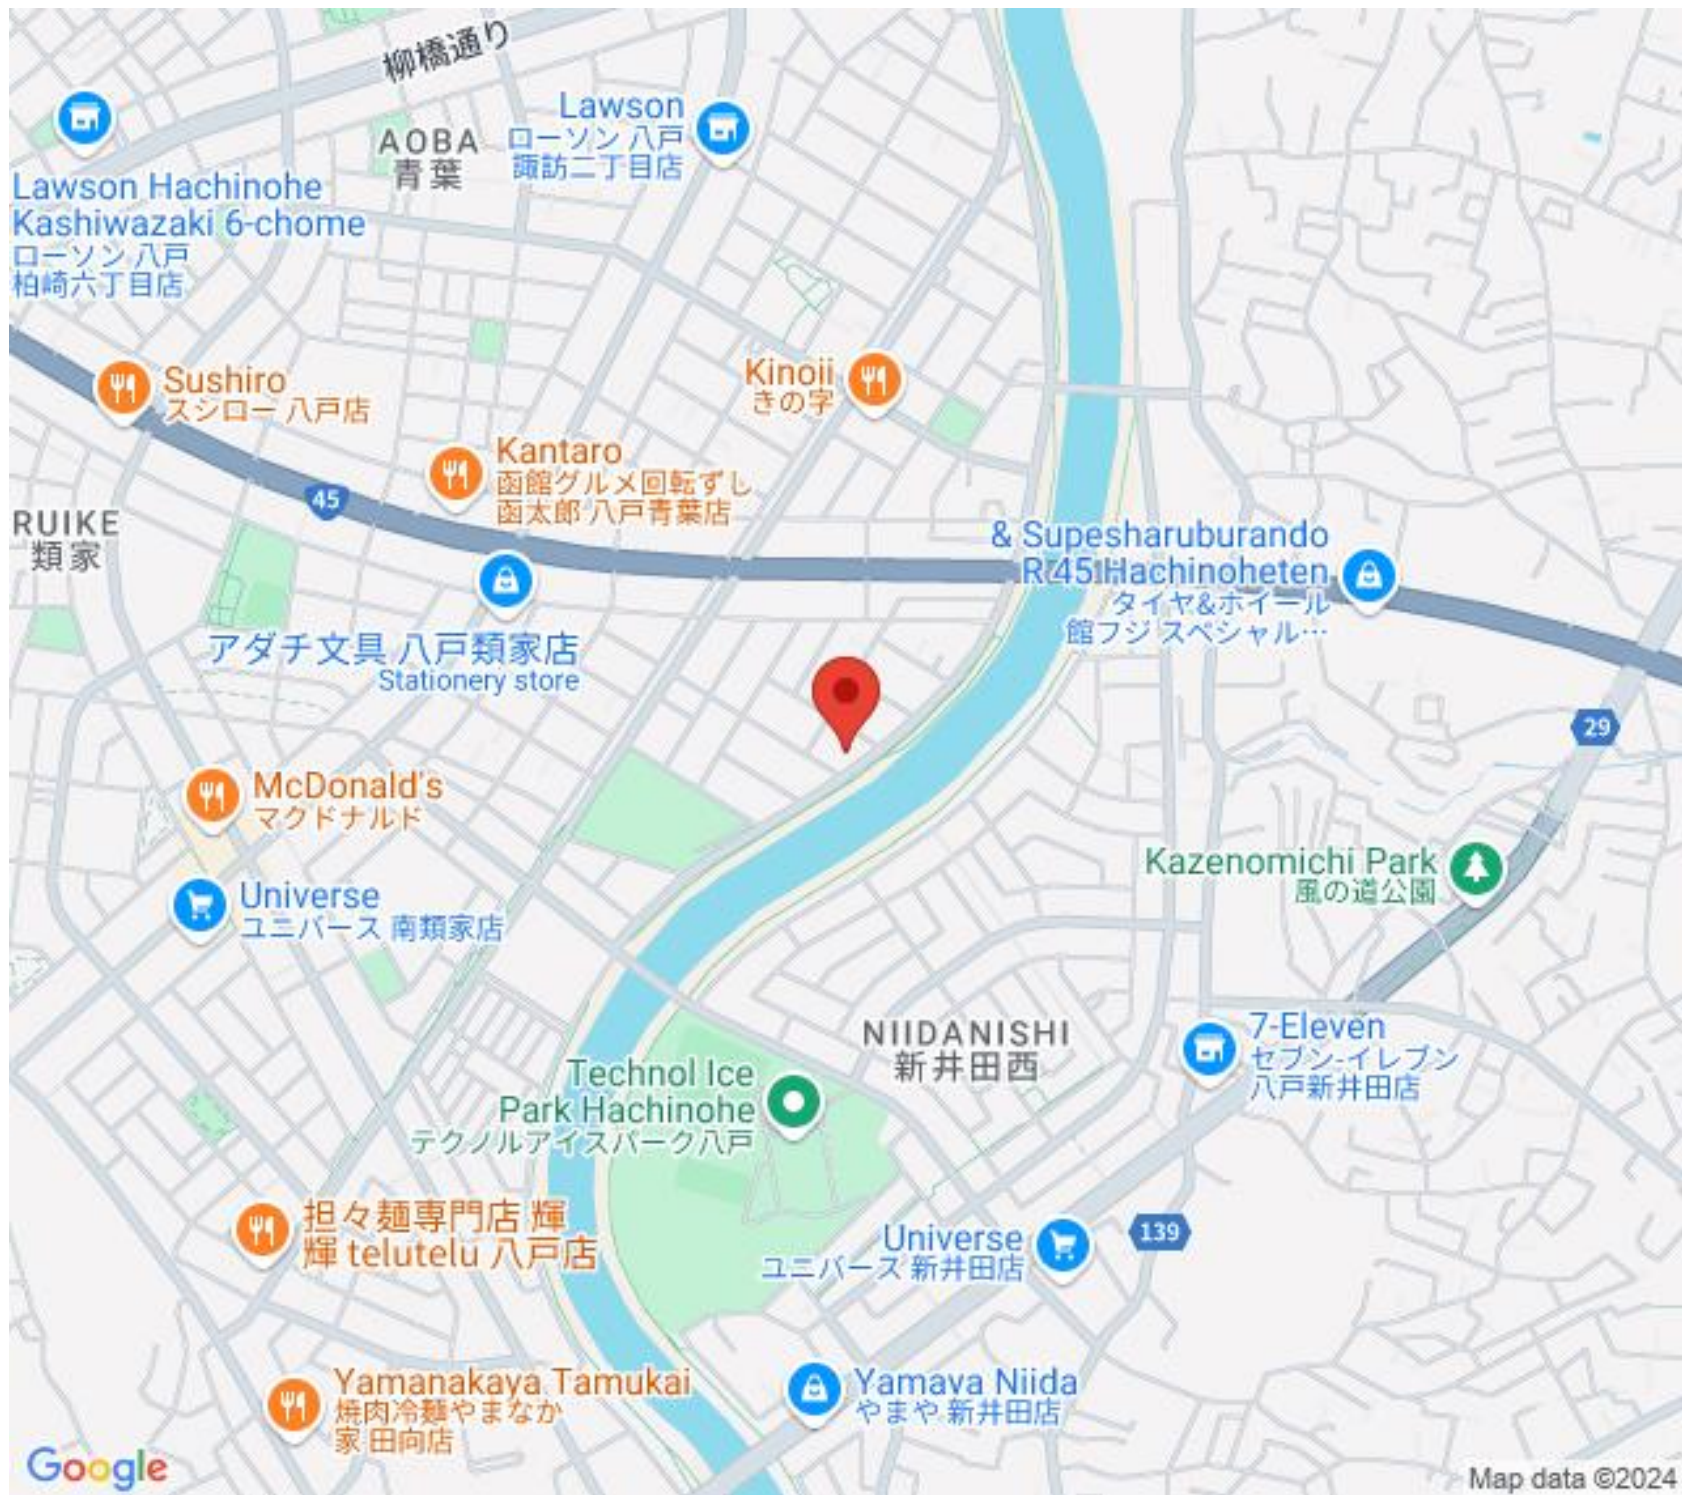 柳橋通り
Lawson
ローソン 八戸
諏訪二丁目店
AOBA
青葉
Lawson Hachinohe
Kashiwazaki 6-chome
ローソン 八戸
柏崎六丁目店
Sushiro
スシロー 八戸店
Kinoji
きの字
Kantaro
函館グルメ回転ずし
函太郎 八戸青葉店
45
RUIKE
類家
& Supesharuburando
R 45 Hachinoheten
タイヤ&ホイール
館フジ スペシャル…
アダチ文具 八戸類家店
Stationery store
29
McDonald's
マクドナルド
Kazenomichi Park
風の道公園
Universe
ユニバース 南類家店
NIIDANISHI
新井田西
7-Eleven
セブン-イレブン
八戸新井田店
Technol Ice
Park Hachinohe
テクノルアイスパーク八戸
担々麺専門店 輝
輝 telutelu 八戸店
Universe
ユニバース 新井田店
139
Yamanakaya Tamukai
焼肉冷麺やまなか
家 田向店
Yamaya Niida
やまや 新井田店
Google
Map data ©2024